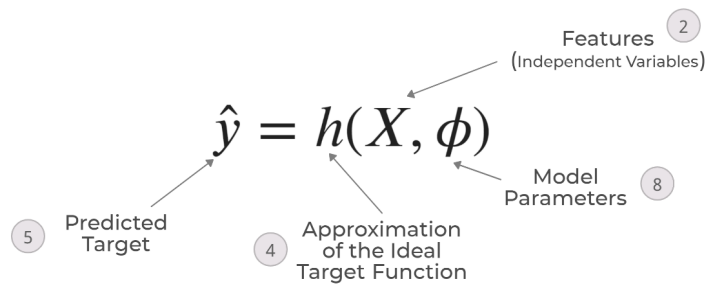 2
Features
(Independent Variables)
ŷ = h(X, ϕ)
Model
Parameters
8
Predicted
Target
5
Approximation
of the Ideal
Target Function
4